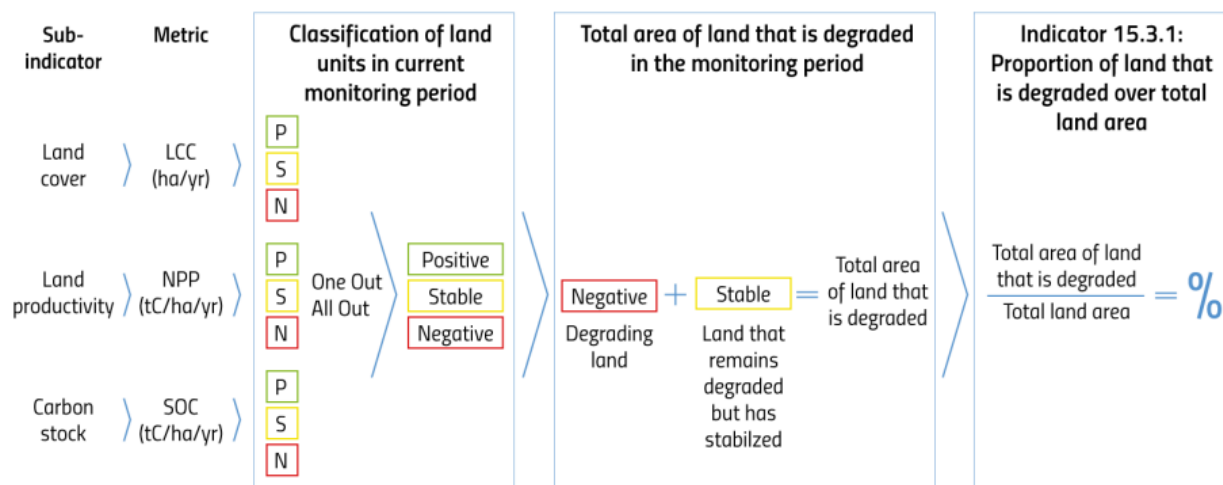 Sub-
indicator
Metric
Classification of land
units in current
monitoring period
Total area of land that is degraded
in the monitoring period
Indicator 15.3.1:
Proportion of land that
is degraded over total
land area
Land
cover
LCC
(ha/yr)
P
S
N
Land
productivity
NPP
(tC/ha/yr)
P
S
N
Carbon
stock
SOC
(tC/ha/yr)
P
S
N
One Out
All Out
Positive
Stable
Negative
Negative
Degrading
land
+
Stable
Land that
remains
degraded
but has
stabilzed
=
Total area
of land that
is degraded
Total area of land
that is degraded
Total land area
= %